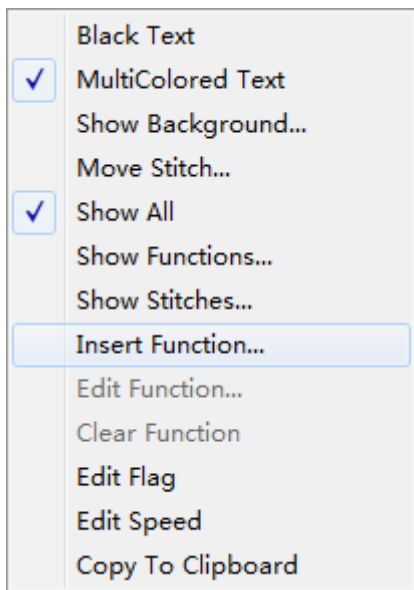 Black Text
MultiColored Text
Show Background...
Move Stitch...
Show All
Show Functions...
Show Stitches...
Insert Function...
Edit Function...
Clear Function
Edit Flag
Edit Speed
Copy To Clipboard